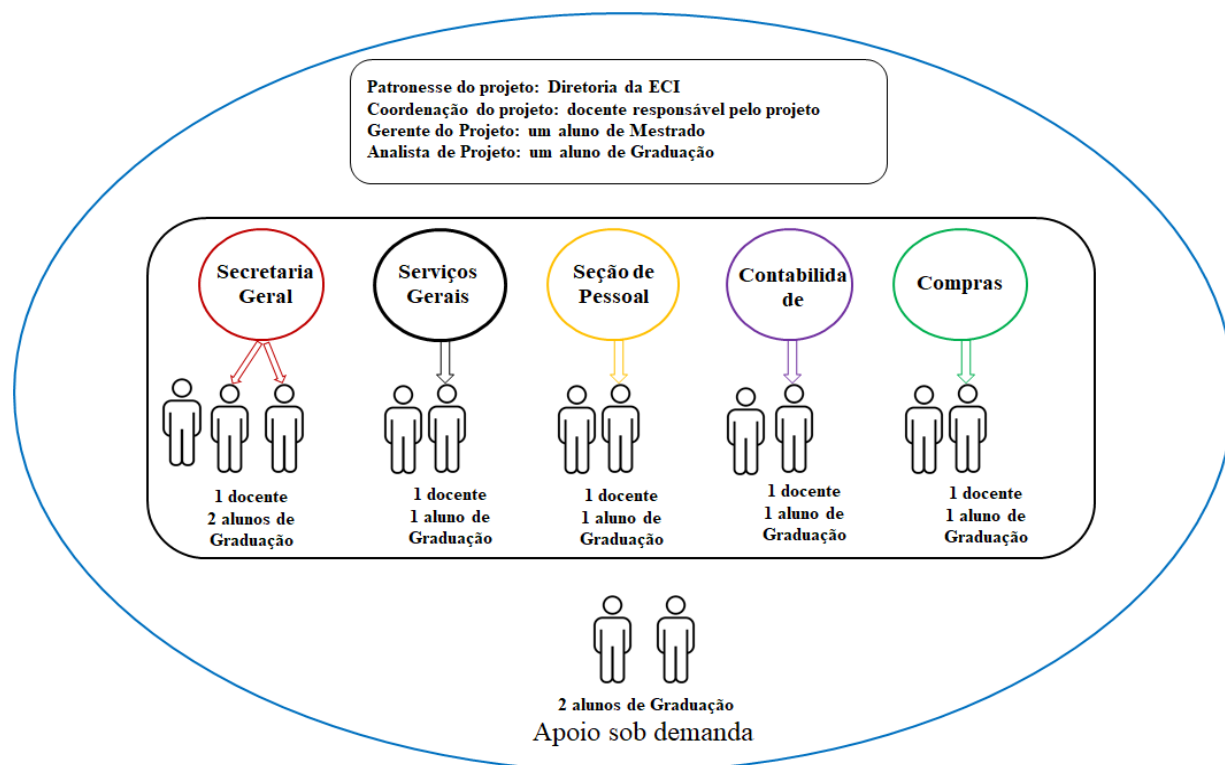 Patronesse do projeto: Diretoria da ECI
Coordenação do projeto: docente responsável pelo projeto
Gerente do Projeto: um aluno de Mestrado
Analista de Projeto: um aluno de Graduação
Secretaria
Geral
Serviços
Gerais
Seção de
Pessoal
Contabilida
de
Compras
1 docente
2 alunos de
Graduação
1 docente
1 aluno de
Graduação
1 docente
1 aluno de
Graduação
1 docente
1 aluno de
Graduação
1 docente
1 aluno de
Graduação
2 alunos de Graduação
Apoio sob demanda